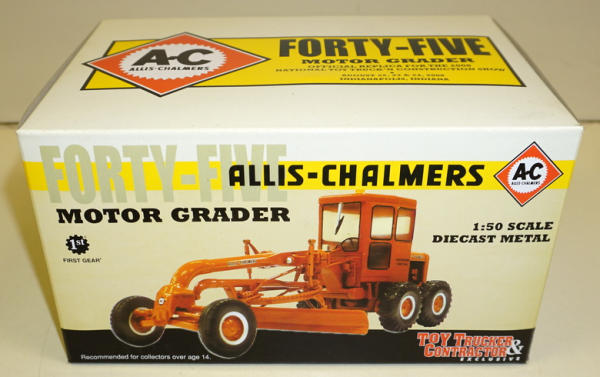 A-C
ALLIS-CHALMERS
FORTY-FIVE
MOTOR GRADER
OFFICIAL REPLICA FOR THE 2008
NATIONAL TOY TRUCK'N CONSTRUCTION SHOW
INDIANAPOLIS, INDIANA
FORTY-FIVE
ALLIS-CHALMERS
A-C
ALLIS-CHALMERS
MOTOR GRADER
1st
FIRST GEAR
1:50 SCALE
DIECAST METAL
TOY TRUCKER
& CONTRACTOR
EXCLUSIVE
Recommended for collectors over age 14.